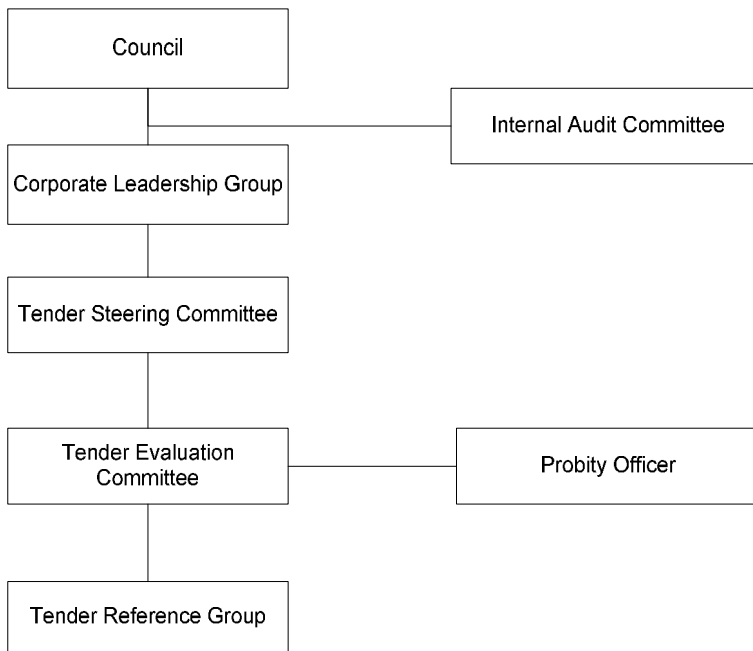 Council
Internal Audit Committee
Corporate Leadership Group
Tender Steering Committee
Tender Evaluation
Committee
Probity Officer
Tender Reference Group